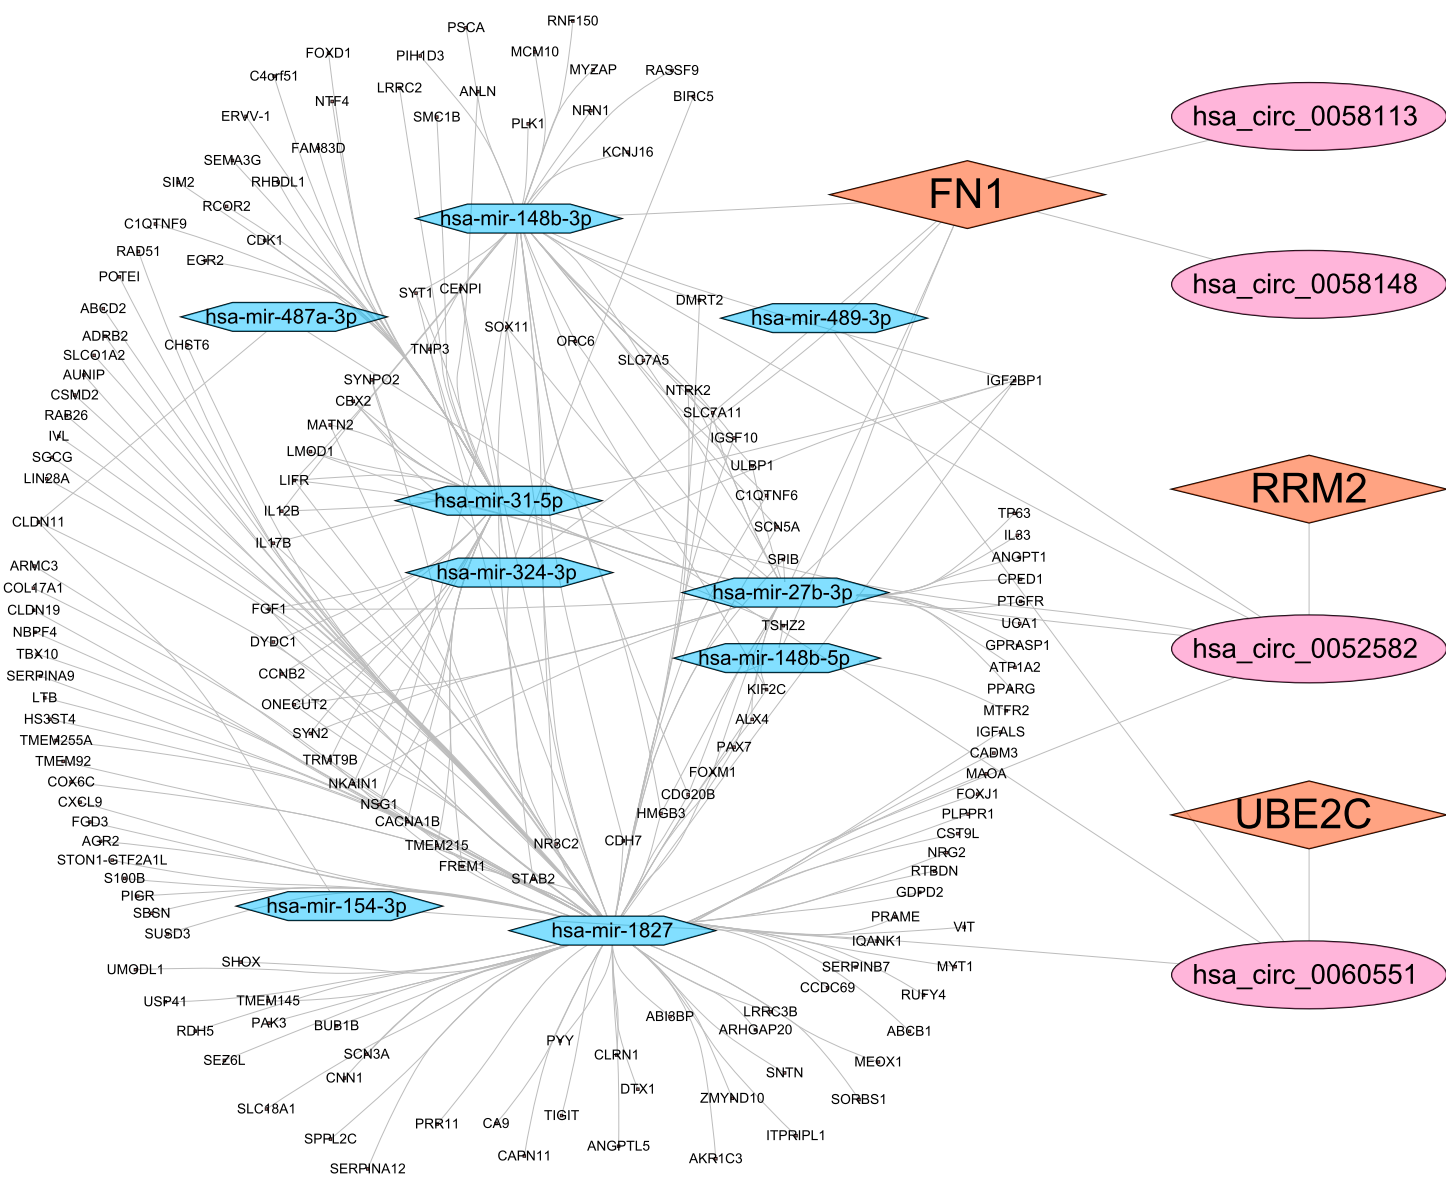 RNF150
PSCA
MCM10
FOXD1
PIH1D3
MYZAP
RASSF9
C4orf51
LRRC2
ANLN
BIRC5
NTF4
NRN1
ERVV-1
SMC1B
PLK1
hsa_circ_0058113
FAM83D
KCNJ16
SEMA3G
SIM2
RHBDL1
FN1
RCOR2
hsa-mir-148b-3p
C1QTNF9
CDK1
RAD51
EGR2
POTEI
hsa_circ_0058148
SYT1
CENPI
DMRT2
ABCD2
hsa-mir-487a-3p
hsa-mir-489-3p
SOX11
ADRB2
CHST6
ORC6
TNIP3
SLCO1A2
SLC7A5
AUNIP
SYNPO2
IGF2BP1
CSMD2
NTRK2
CBX2
RAB26
SLC7A11
MATN2
IVL
IGSF10
LMOD1
SGCG
ULBP1
LIN28A
LIFR
RRM2
C1QTNF6
hsa-mir-31-5p
IL12B
TP63
CLDN11
SCN5A
IL33
IL17B
ANGPT1
SPIB
ARMC3
hsa-mir-324-3p
CPED1
COL17A1
hsa-mir-27b-3p
PTGFR
CLDN19
FGF1
UGA1
TSHZ2
NBPF4
DYDC1
GPRASP1
hsa_circ_0052582
TBX10
hsa-mir-148b-5p
ATP1A2
SERPINA9
CCNB2
KIF2C
PPARG
LTB
ONECUT2
MTFR2
HS3ST4
ALX4
SYN2
IGFALS
TMEM255A
PAX7
CADM3
TMEM92
TRMT9B
FOXM1
MAOA
COX6C
NKAIN1
CDC20B
FOXJ1
CXCL9
NSG1
HMGB3
PLPPR1
UBE2C
FGD3
CACNA1B
CST9L
AGR2
TMEM215
NR3C2
CDH7
NRG2
STON1-GTF2A1L
FREM1
RTBDN
S100B
STAB2
GDPD2
PIGR
hsa-mir-154-3p
SBSN
PRAME
VIT
SUSD3
hsa-mir-1827
IQANK1
SHOX
UMODL1
SERPINB7
MYT1
hsa_circ_0060551
CCDC69
RUFY4
USP41
TMEM145
LRRC3B
ABI3BP
RDH5
PAK3
BUB1B
ARHGAP20
ABCB1
PYY
SEZ6L
SCN3A
CLRN1
MEOX1
CNN1
SNTN
DTX1
SLC18A1
ZMYND10
SORBS1
PRR11
CA9
TIGIT
SPPL2C
ANGPTL5
ITPRIPL1
CAPN11
AKR1C3
SERPINA12